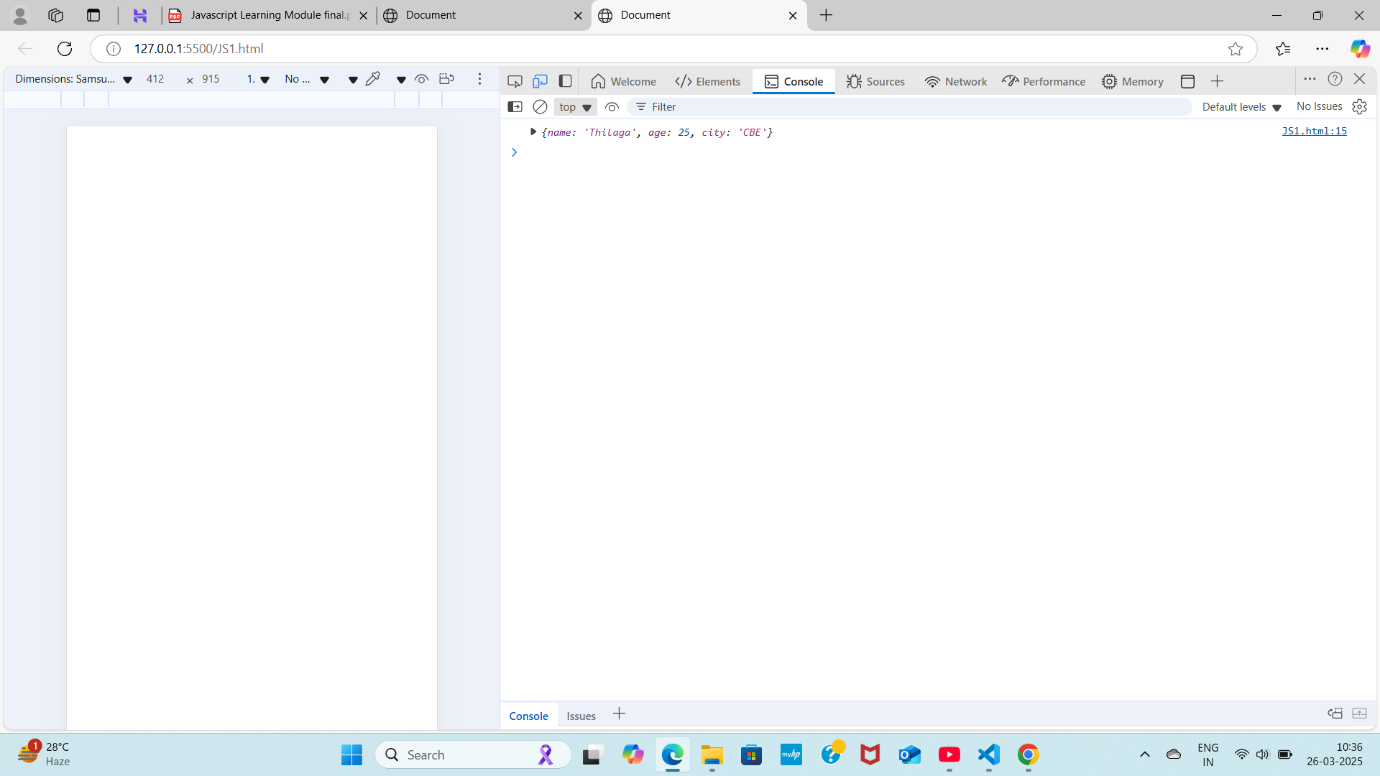 Javascript Learning Module final.p
Document
Document
127.0.0.1:5500/JS1.html
Dimensions: Samsu... 412 × 915 1. No ...
Welcome Elements Console Sources Network Performance Memory
top Filter Default levels No Issues
{name: 'Thilaga', age: 25, city: 'CBE'} JS1.html:15
Console Issues
1 28°C
Haze
Search
myhp
ENG
IN
10:36
26-03-2025